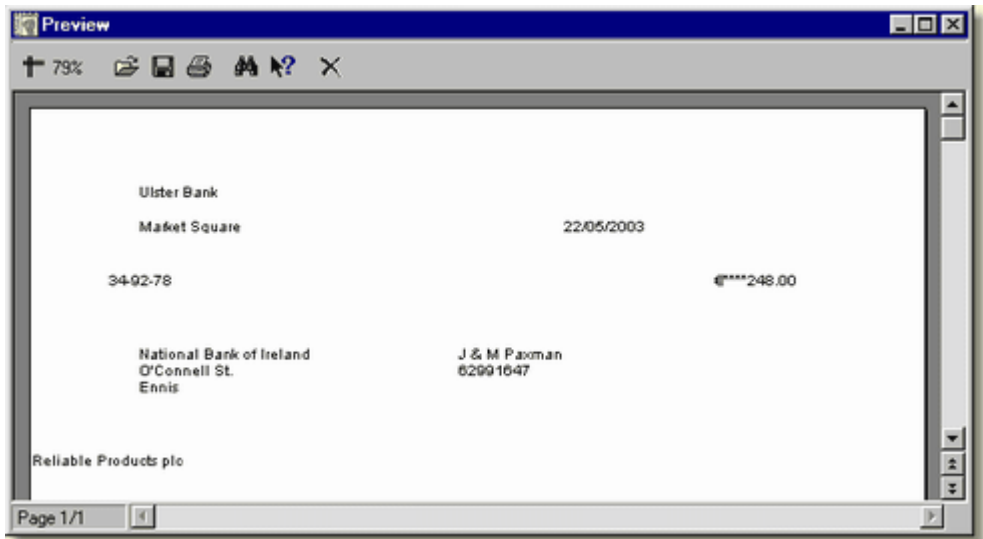 Preview
79%
Ulster Bank
Market Square 22/05/2003
34-92-78 €****248.00
National Bank of Ireland J & M Paxman
O'Connell St. 62991647
Ennis
Reliable Products plc
Page 1/1